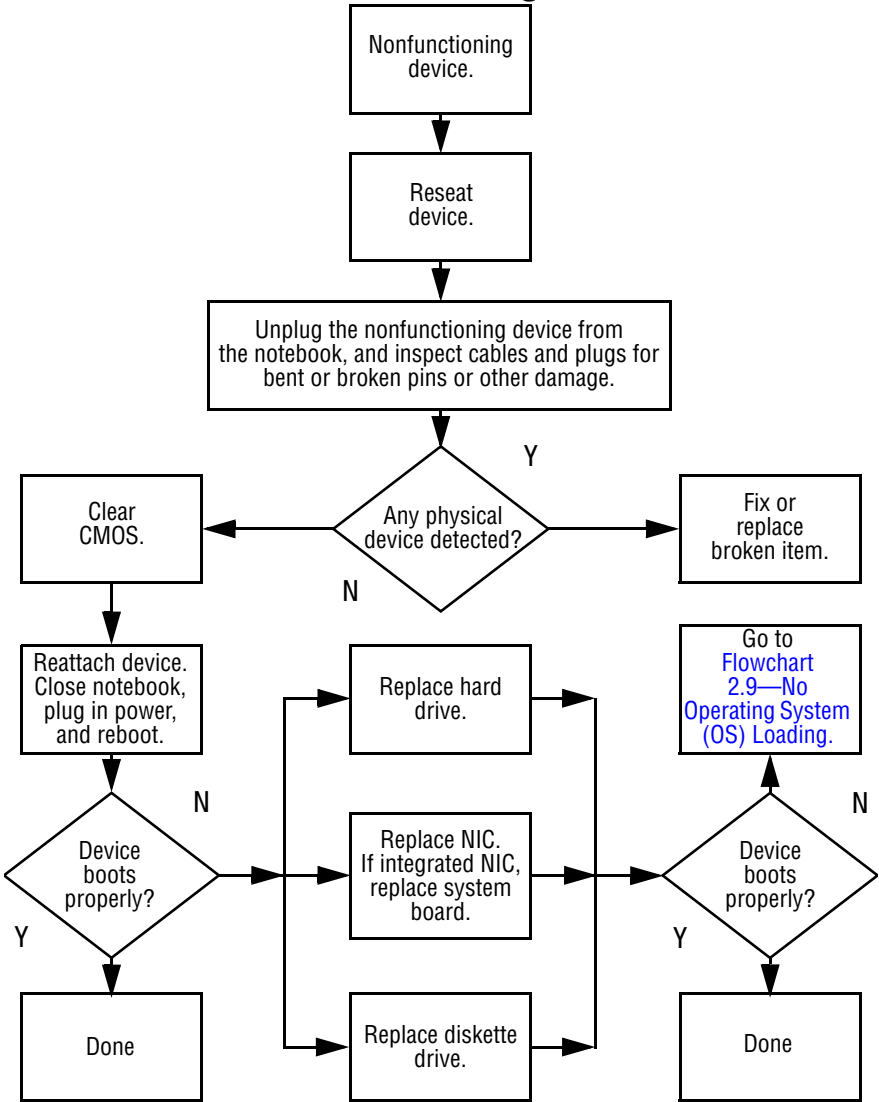 Nonfunctioning
device.
Reseat
device.
Unplug the nonfunctioning device from
the notebook, and inspect cables and plugs for
bent or broken pins or other damage.
Y
Clear
CMOS.
Any physical
device detected?
Fix or
replace
broken item.
N
Reattach device.
Close notebook,
plug in power,
and reboot.
Replace hard
drive.
Go to
Flowchart
2.9—No
Operating System
(OS) Loading.
N
N
Device
boots
properly?
Replace NIC.
If integrated NIC,
replace system
board.
Device
boots
properly?
Y
Y
Done
Replace diskette
drive.
Done